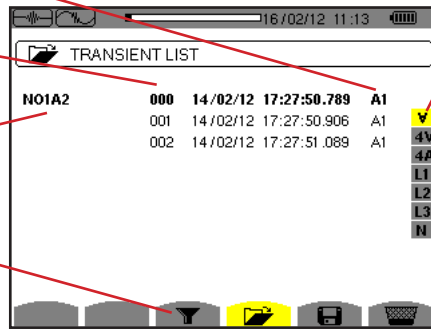 16/02/12 11:13
TRANSIENT LIST
NO1A2 000 14/02/12 17:27:50.789 A1
001 14/02/12 17:27:50.906 A1
002 14/02/12 17:27:51.089 A1
∀
4V
4A
L1
L2
L3
N